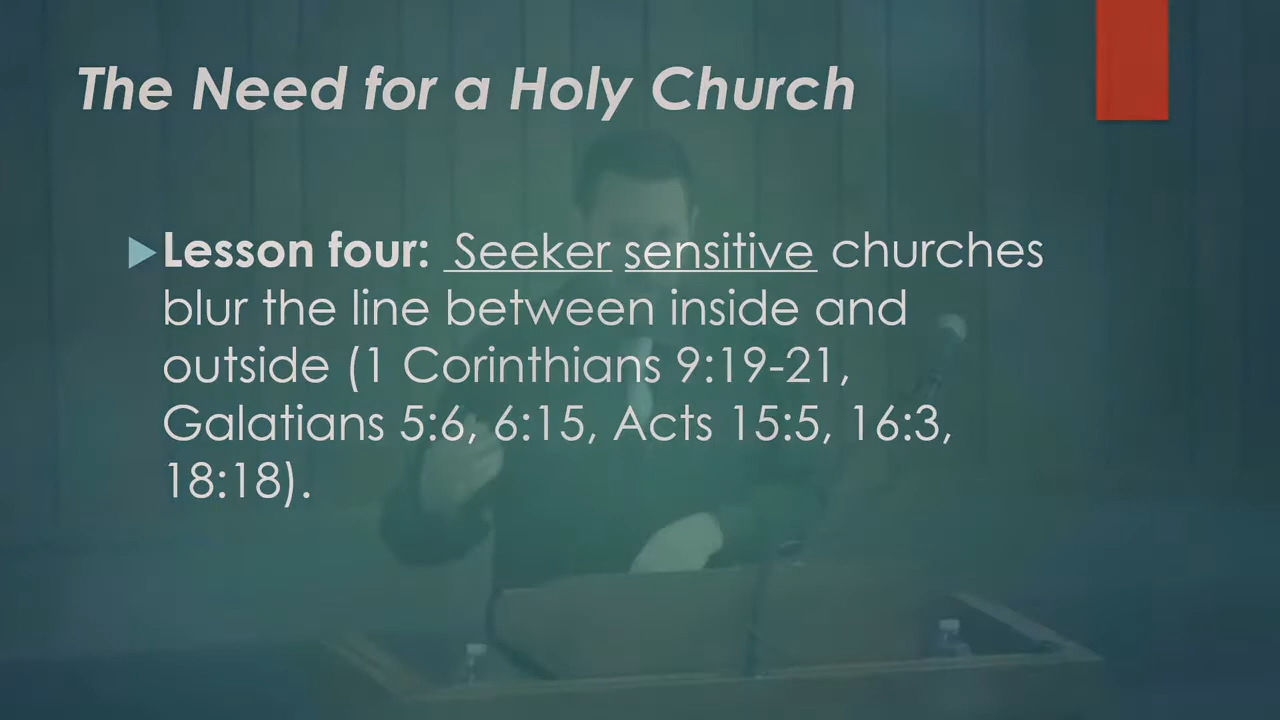 The Need for a Holy Church
Lesson four: Seeker sensitive churches
blur the line between inside and
outside (1 Corinthians 9:19-21,
Galatians 5:6, 6:15, Acts 15:5, 16:3,
18:18).